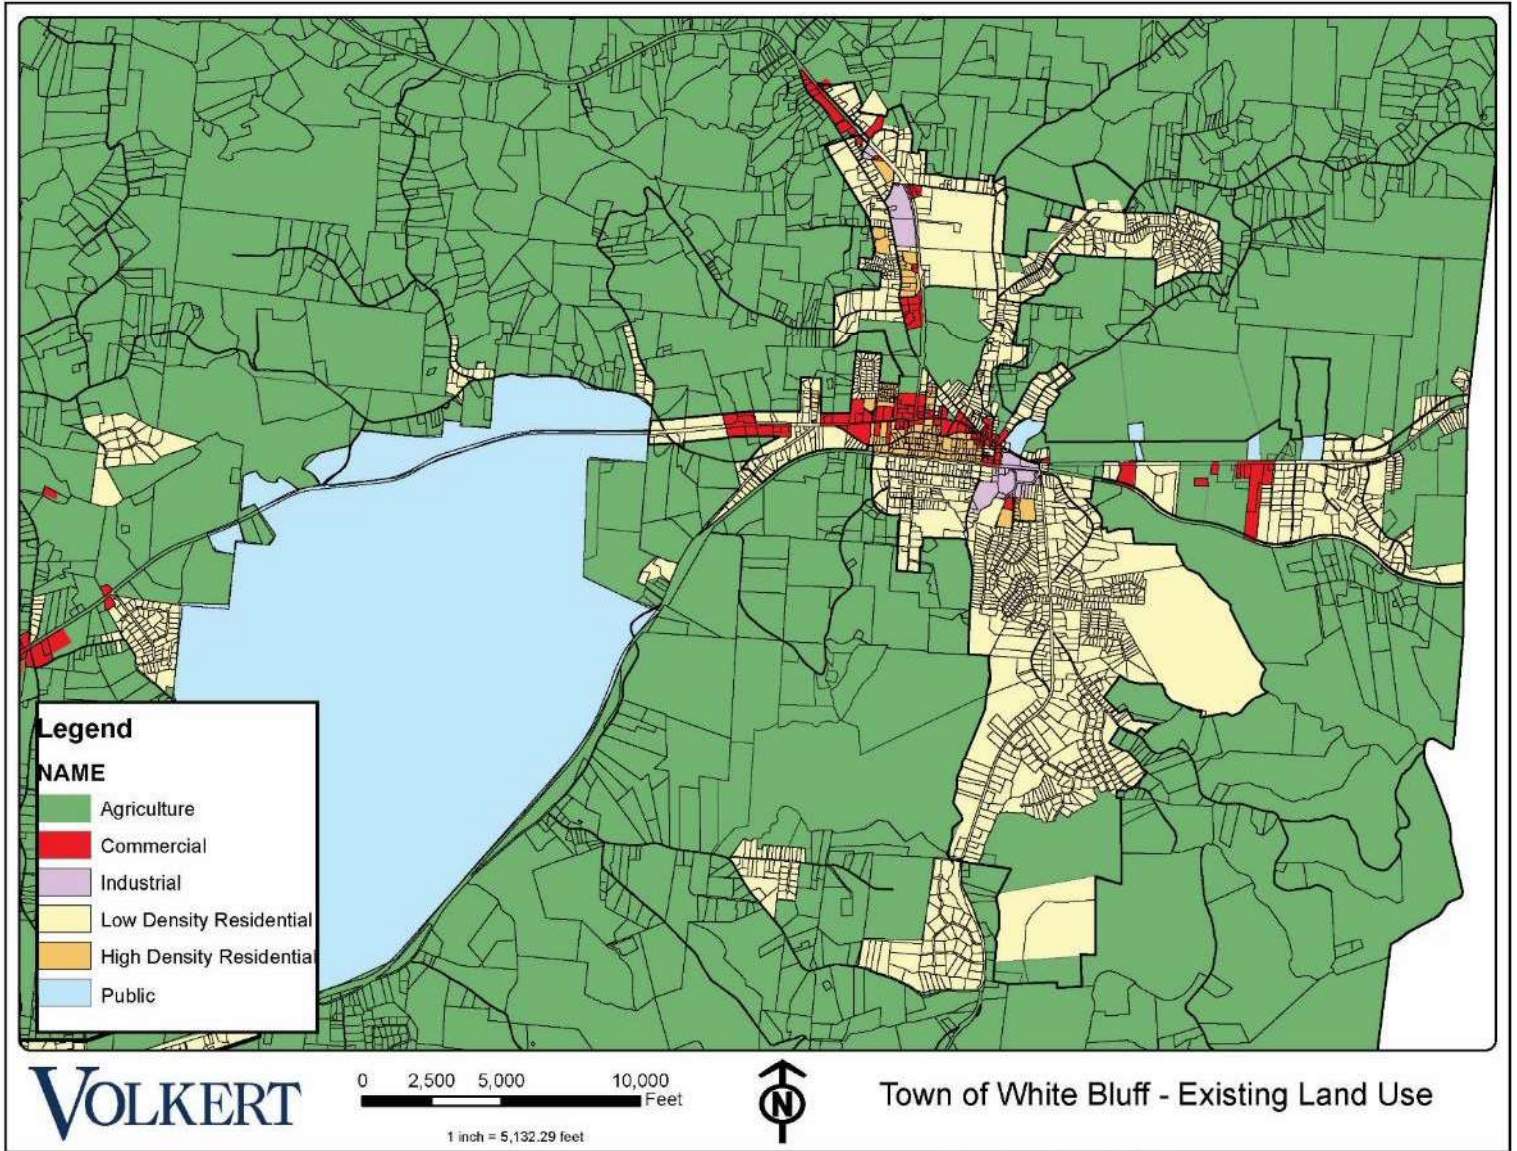 Legend
NAME
Agriculture
Commercial
Industrial
Low Density Residential
High Density Residential
Public
VOLKERT
0 2,500 5,000 10,000
Feet
1 inch = 5,132.29 feet
N
Town of White Bluff - Existing Land Use